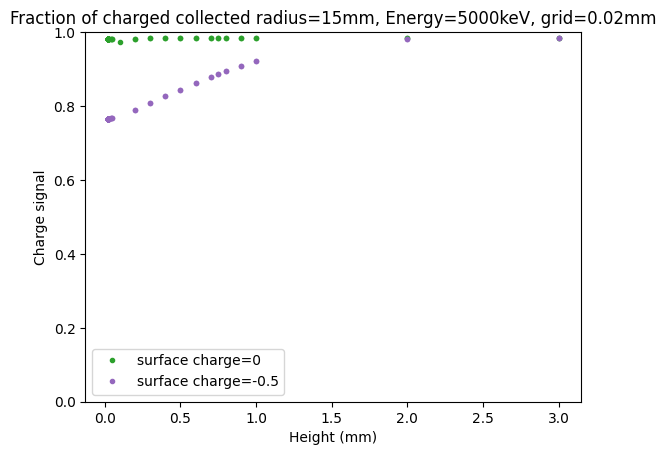 Fraction of charged collected radius=15mm, Energy=5000keV, grid=0.02mm
Charge signal
1.0
0.8
0.6
0.4
0.2
0.0
surface charge=0
surface charge=-0.5
0.0 0.5 1.0 1.5 2.0 2.5 3.0
Height (mm)